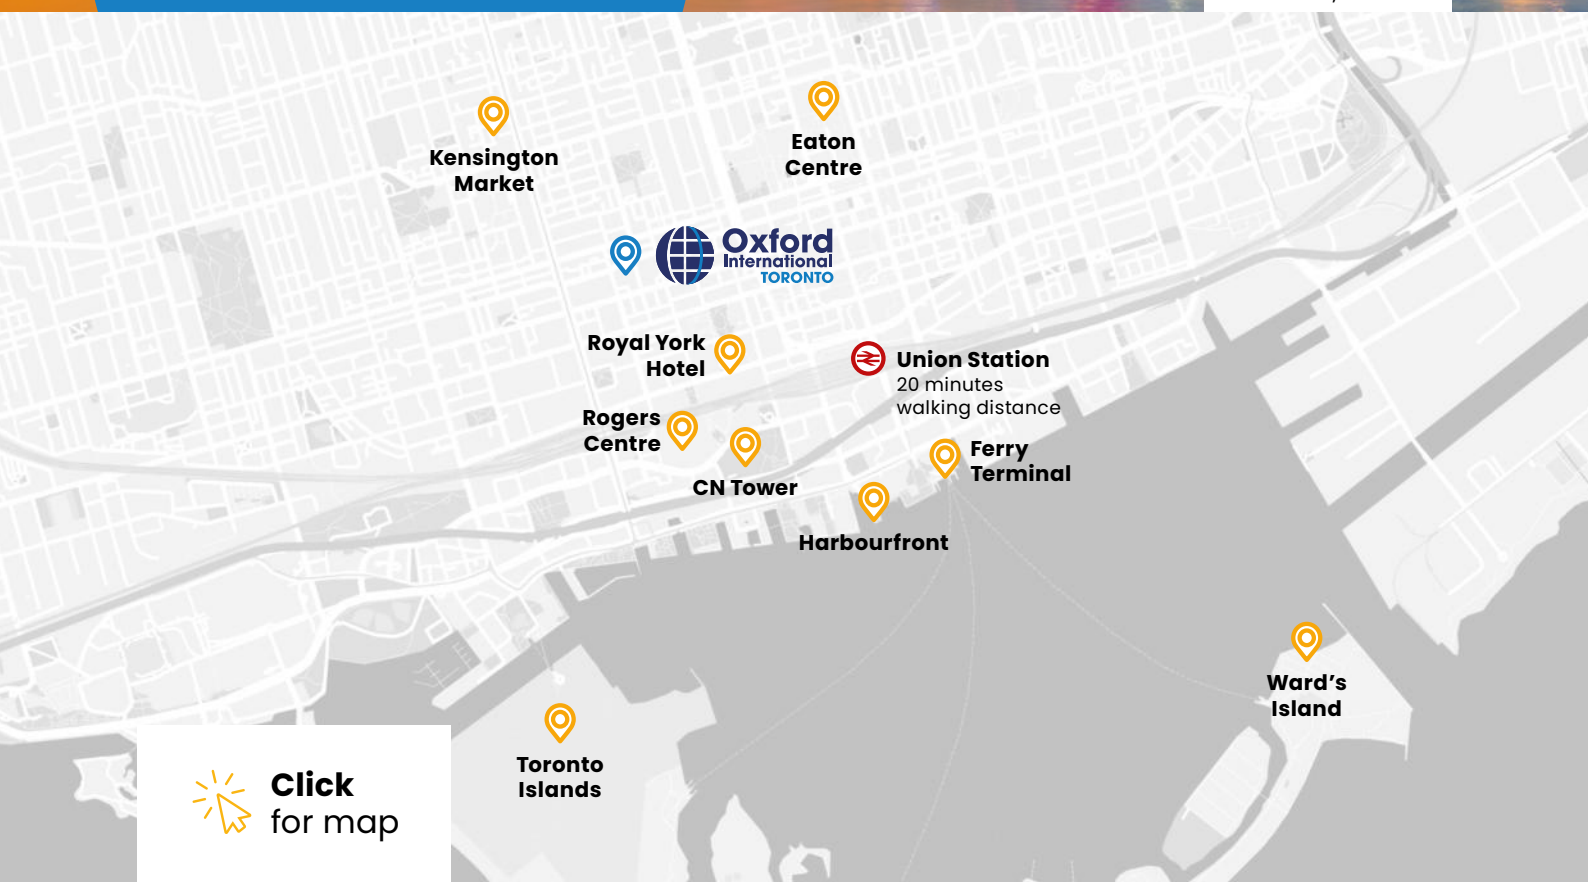 Kensington
Market
Eaton
Centre
Oxford
International
TORONTO
Royal York
Hotel
Union Station
20 minutes
walking distance
Rogers
Centre
CN Tower
Ferry
Terminal
Harbourfront
Ward’s
Island
Toronto
Islands
Click
for map